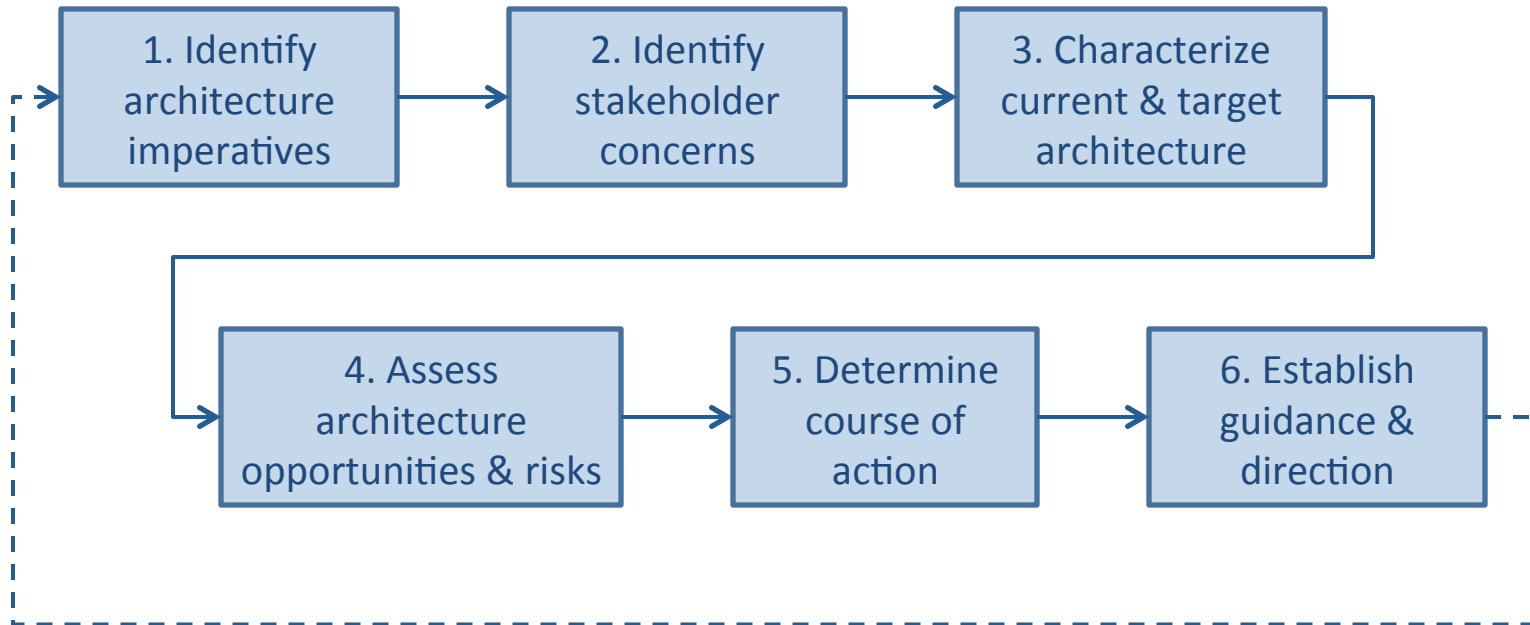 1. Identify
architecture
imperatives
2. Identify
stakeholder
concerns
3. Characterize
current & target
architecture
4. Assess
architecture
opportunities & risks
5. Determine
course of
action
6. Establish
guidance &
direction